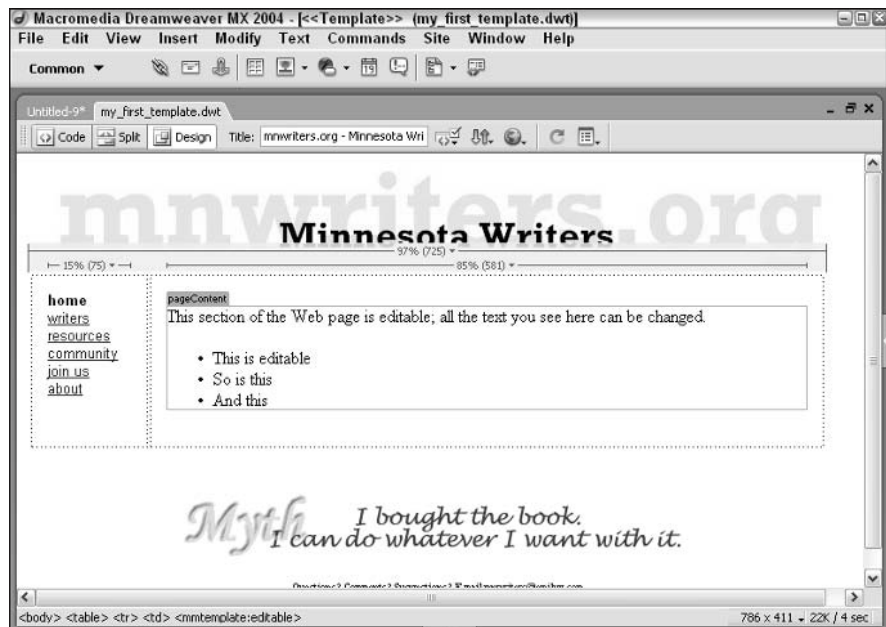 Macromedia Dreamweaver MX 2004 - [<<Template>> (my_first_template.dwt)]
File Edit View Insert Modify Text Commands Site Window Help
Common
Untitled-9* my_first_template.dwt
Code Split Design Title: mnwriters.org - Minnesota Wri
mnwriters.org
Minnesota Writers
97% (725)
15% (75) 85% (581)
home
writers
resources
community
join us
about
pageContent
This section of the Web page is editable; all the text you see here can be changed.
• This is editable
• So is this
• And this
Myth I bought the book.
I can do whatever I want with it.
Questions? Comments? Suggestions?
<body> <table> <tr> <td> <mmtemplate:editable> 786 x 411 22K / 4 sec